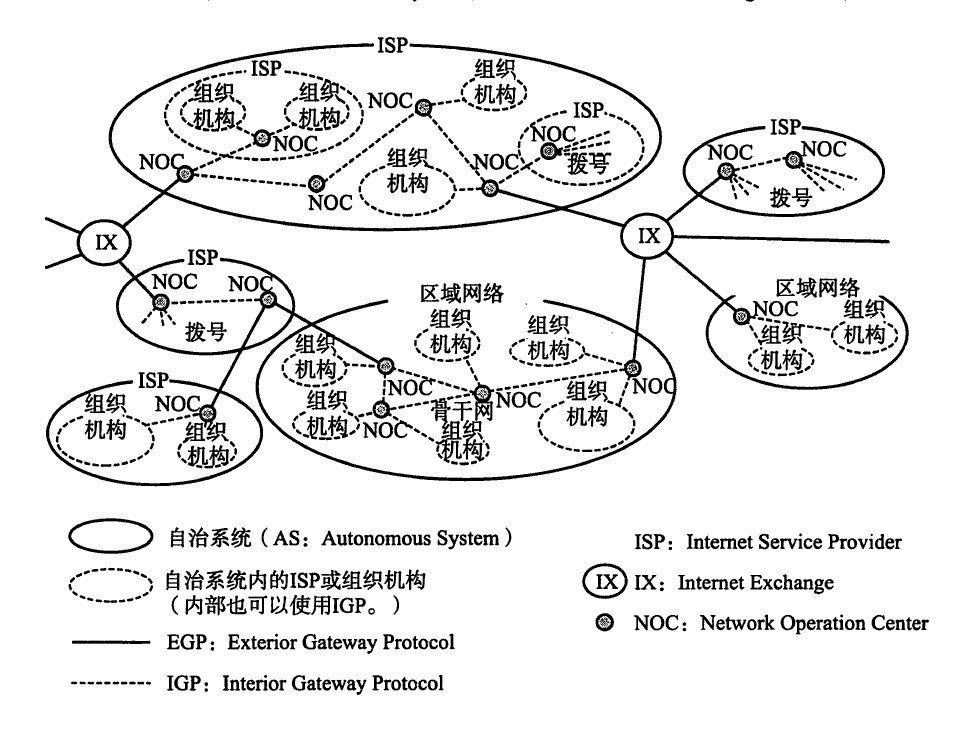 ISP
ISP
组织
机构
组织
机构
NOC
NOC
组织
机构
NOC
ISP
NOC
拨号
NOC
组织
机构
NOC
ISP
NOC
NOC
拨号
IX
IX
ISP
NOC
NOC
拨号
区域网络
组织
机构
组织
机构
组织
机构
NOC
组织
机构
NOC
骨干网
NOC
组织
机构
组织
机构
NOC
区域网络
NOC
组织
机构
组织
机构
ISP
组织
机构
NOC
组织
机构
自治系统（AS：Autonomous System）
自治系统内的ISP或组织机构
（内部也可以使用IGP。）
EGP：Exterior Gateway Protocol
IGP：Interior Gateway Protocol
ISP：Internet Service Provider
IX IX：Internet Exchange
NOC：Network Operation Center